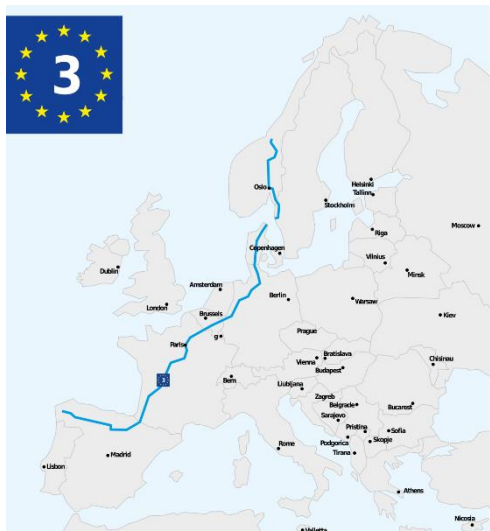 3
Helsinki
Tallinn
Oslo
Stockholm
Moscow
Riga
Copenhagen
Vilnius
Dublin
Minsk
Amsterdam
Berlin
Warsaw
London
Brussels
Kiev
Prague
g
Paris
Bratislava
Vienna
Chisinau
Budapest
3
Bern
Ljubljana
Zagreb
Belgrade
Bucarest
Sarajevo
Pristina
Sofia
Podgorica
Skopje
Rome
Tirana
Madrid
Lisbon
Athens
Nicosia
Valletta